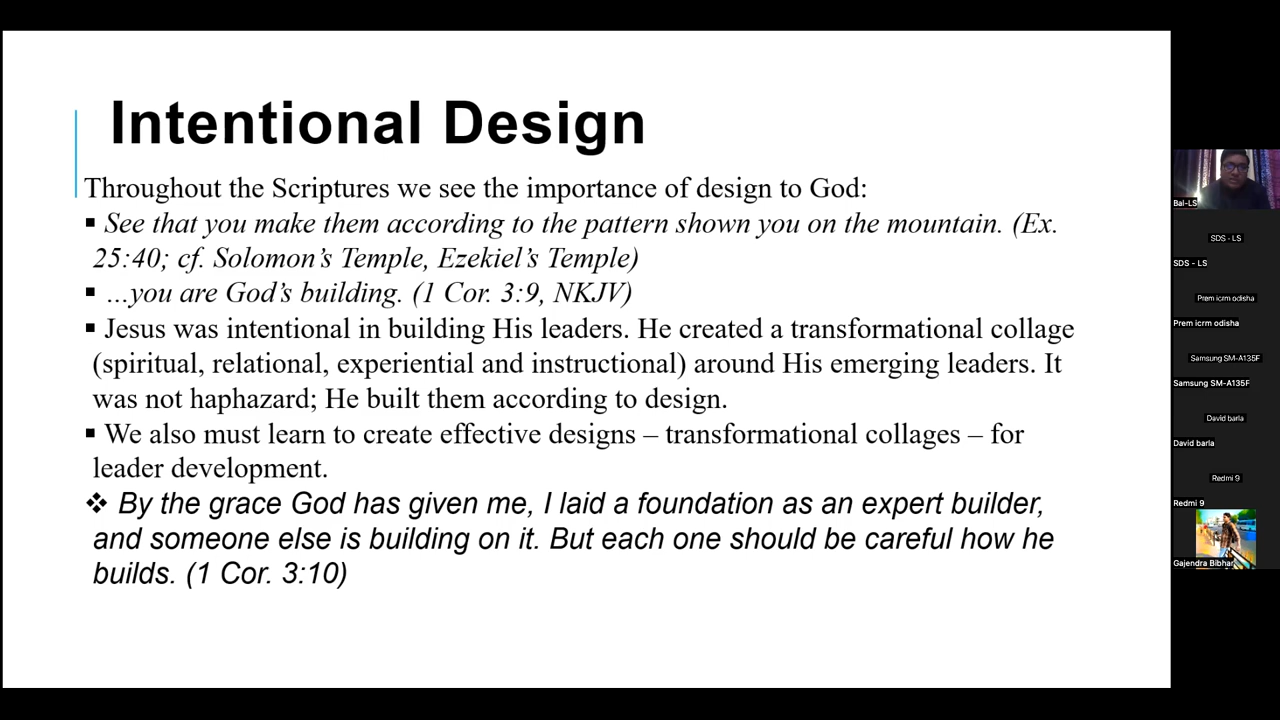 Intentional Design
Throughout the Scriptures we see the importance of design to God:
▪ See that you make them according to the pattern shown you on the mountain. (Ex.
25:40; cf. Solomon’s Temple, Ezekiel’s Temple)
▪ …you are God’s building. (1 Cor. 3:9, NKJV)
▪ Jesus was intentional in building His leaders. He created a transformational collage
(spiritual, relational, experiential and instructional) around His emerging leaders. It
was not haphazard; He built them according to design.
▪ We also must learn to create effective designs – transformational collages – for
leader development.
❖ By the grace God has given me, I laid a foundation as an expert builder,
and someone else is building on it. But each one should be careful how he
builds. (1 Cor. 3:10)
Bal-LS
SDS - LS
SDS - LS
Prem icrm odisha
Prem icrm odisha
Samsung SM-A135F
Samsung SM-A135F
David barla
David barla
Redmi 9
Redmi 9
Gajendra Bibhar